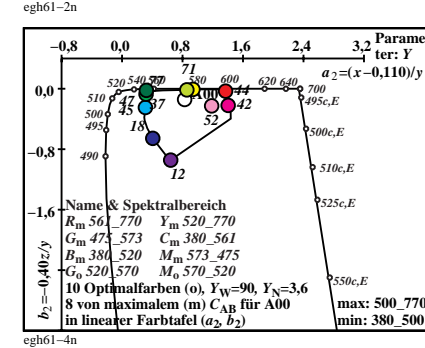 egh61-2n
−0,8 0,0 0,8 1,6 2,4 3,2
Parame-
ter: Y
a2=(x−0,110)/y
520 540 580 600 620 640 700
71
0,0
510 47 37 A00 44 495c,E
500 45 52 42
495 18 500c,E
−0,8
490 12 510c,E
−1,6
525c,E
550c,E
b2=−0,40z/y
Name & Spektralbereich
Rm 561_770 Ym 520_770
Gm 475_573 Cm 380_561
Bm 380_520 Mm 573_475
Go 520_570 Mo 570_520
10 Optimalfarben (o), YW=90, YN=3,6
8 von maximalem (m) CAB für A00
in linearer Farbtafel (a2, b2)
max: 500_770
min: 380_500
egh61-4n